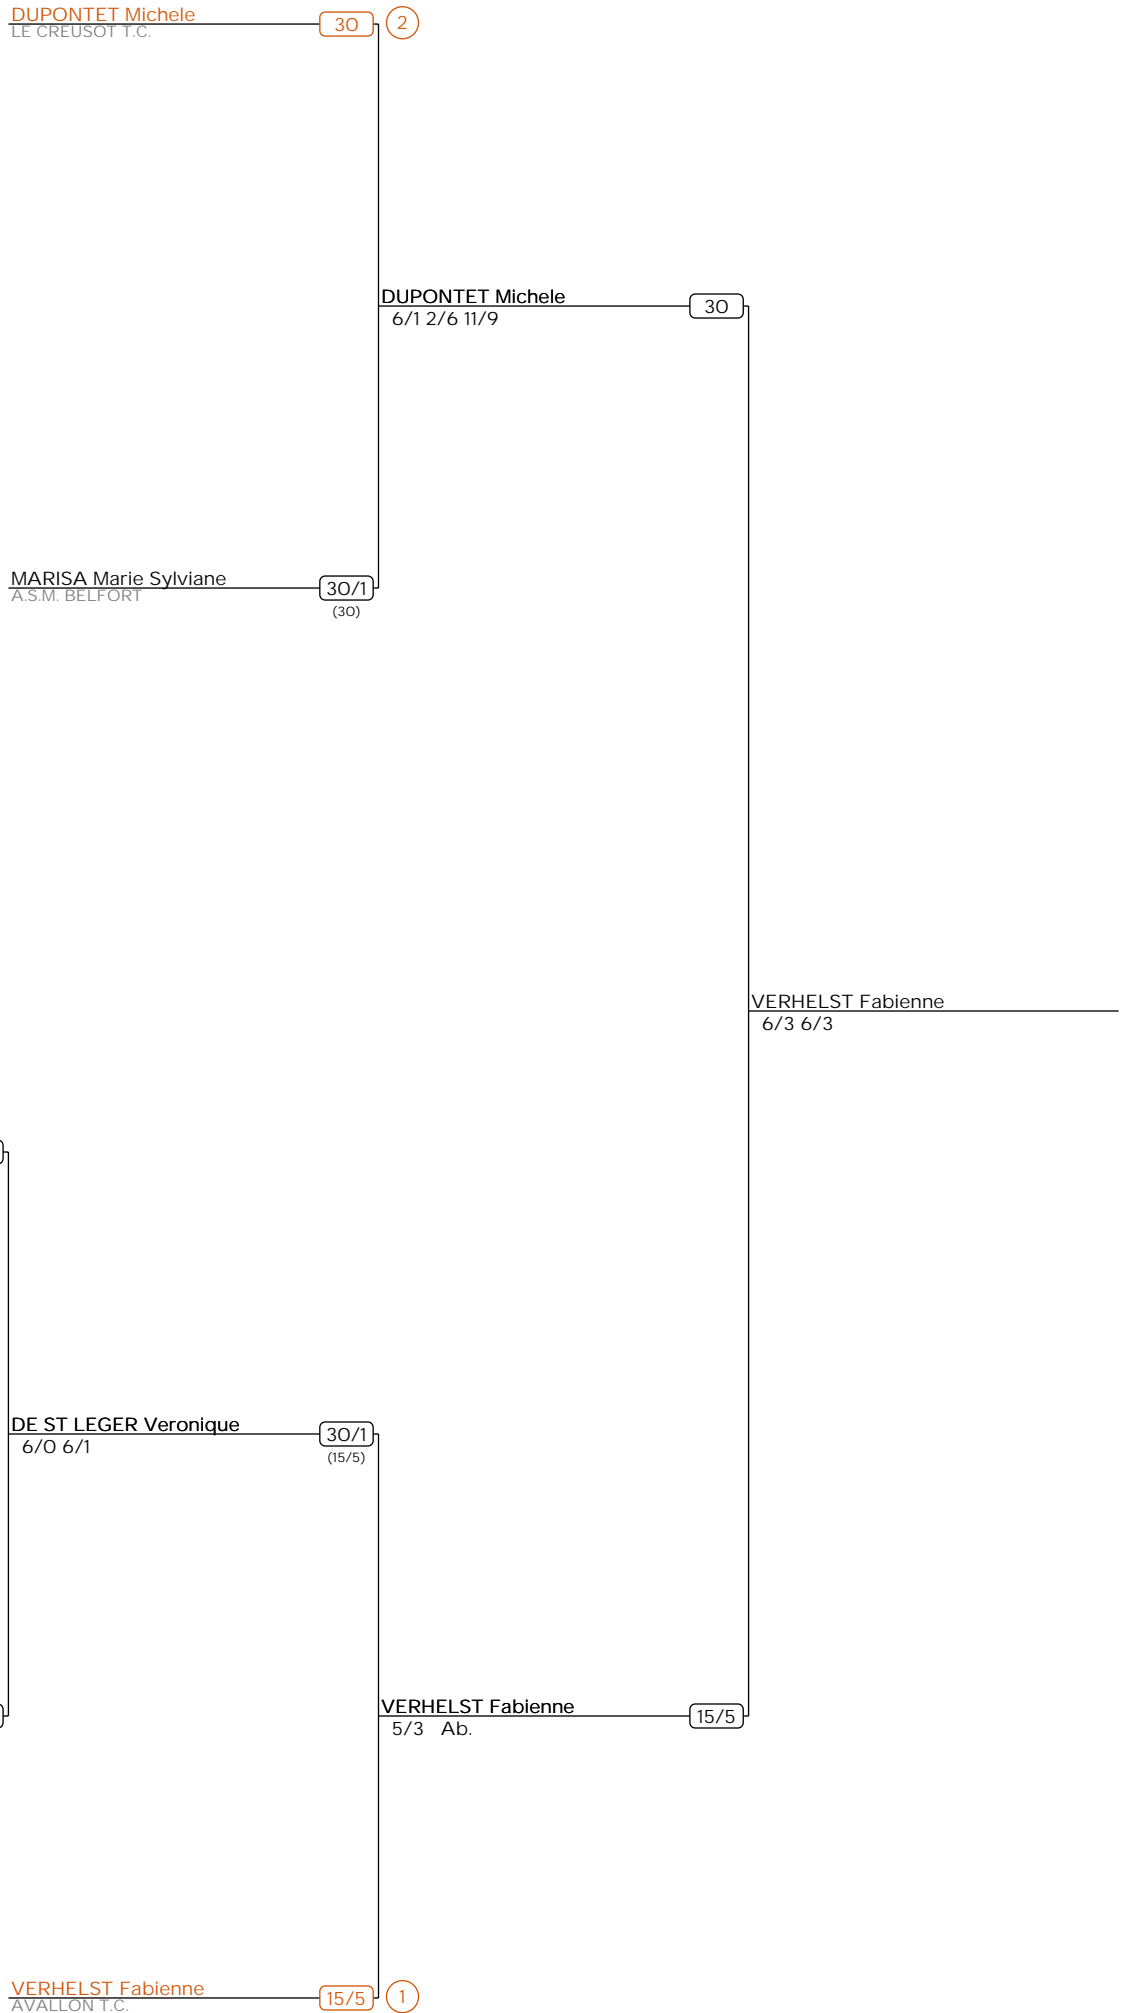 DUPONTET Michele
LE CREUSOT T.C.
30
2
DUPONTET Michele
6/1 2/6 11/9
30
MARISA Marie Sylviane
A.S.M. BELFORT
30/1
(30)
VERHELST Fabienne
6/3 6/3
DE ST LEGER Veronique
6/0 6/1
30/1
(15/5)
VERHELST Fabienne
5/3 Ab.
15/5
VERHELST Fabienne
AVALLON T.C.
15/5
1